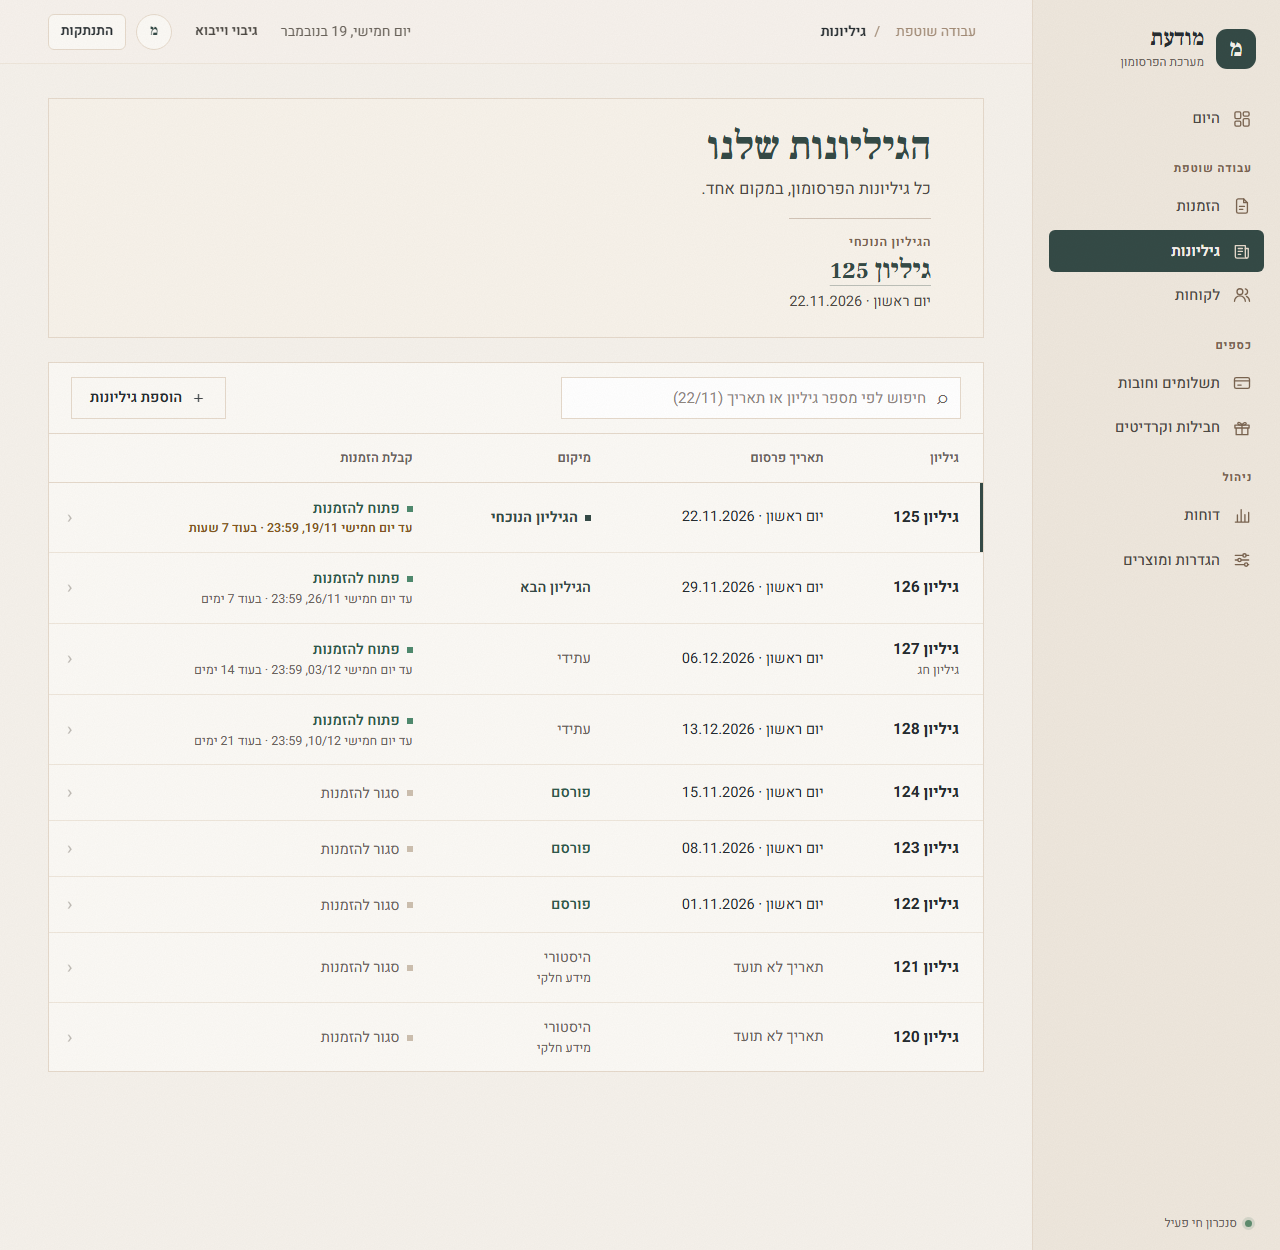 מ
מודעת
מערכת הפרסומון
היום
עבודה שוטפת
הזמנות
גיליונות
לקוחות
כספים
תשלומים וחובות
חבילות וקרדיטים
ניהול
דוחות
הגדרות ומוצרים
סנכרון חי פעיל
עבודה שוטפת / גיליונות
יום חמישי, 19 בנובמבר
גיבוי וייבוא
מ
התנתקות
הגיליונות שלנו
כל גיליונות הפרסומון, במקום אחד.
הגיליון הנוכחי
גיליון 125
יום ראשון · 22.11.2026
חיפוש לפי מספר גיליון או תאריך (22/11)
+ הוספת גיליונות
גיליון תאריך פרסום מיקום קבלת הזמנות
גיליון 125 יום ראשון · 22.11.2026 הגיליון הנוכחי פתוח להזמנות
עד יום חמישי 19/11, 23:59 · בעוד 7 שעות
גיליון 126 יום ראשון · 29.11.2026 הגיליון הבא פתוח להזמנות
עד יום חמישי 26/11, 23:59 · בעוד 7 ימים
גיליון 127 יום ראשון · 06.12.2026 עתידי פתוח להזמנות
גיליון חג עד יום חמישי 03/12, 23:59 · בעוד 14 ימים
גיליון 128 יום ראשון · 13.12.2026 עתידי פתוח להזמנות
עד יום חמישי 10/12, 23:59 · בעוד 21 ימים
גיליון 124 יום ראשון · 15.11.2026 פורסם סגור להזמנות
גיליון 123 יום ראשון · 08.11.2026 פורסם סגור להזמנות
גיליון 122 יום ראשון · 01.11.2026 פורסם סגור להזמנות
גיליון 121 תאריך לא תועד היסטורי סגור להזמנות
מידע חלקי
גיליון 120 תאריך לא תועד היסטורי סגור להזמנות
מידע חלקי